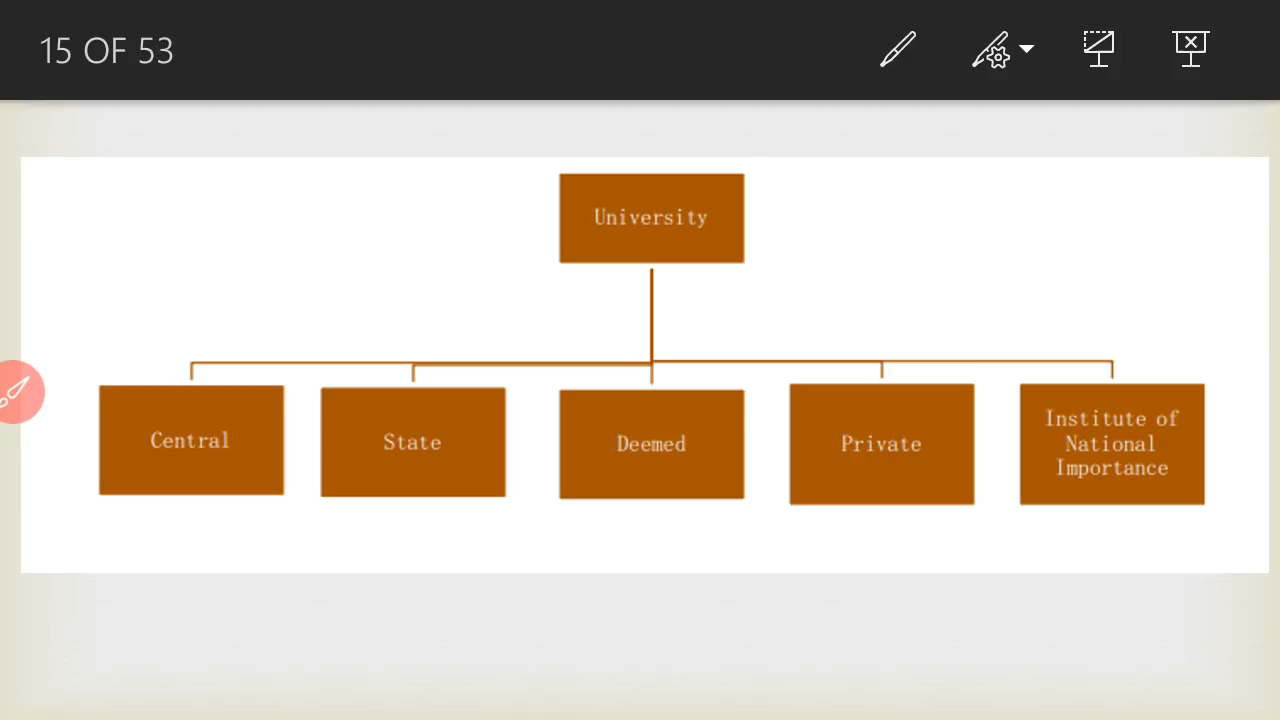 15 OF 53
University
Central
State
Deemed
Private
Institute of
National
Importance